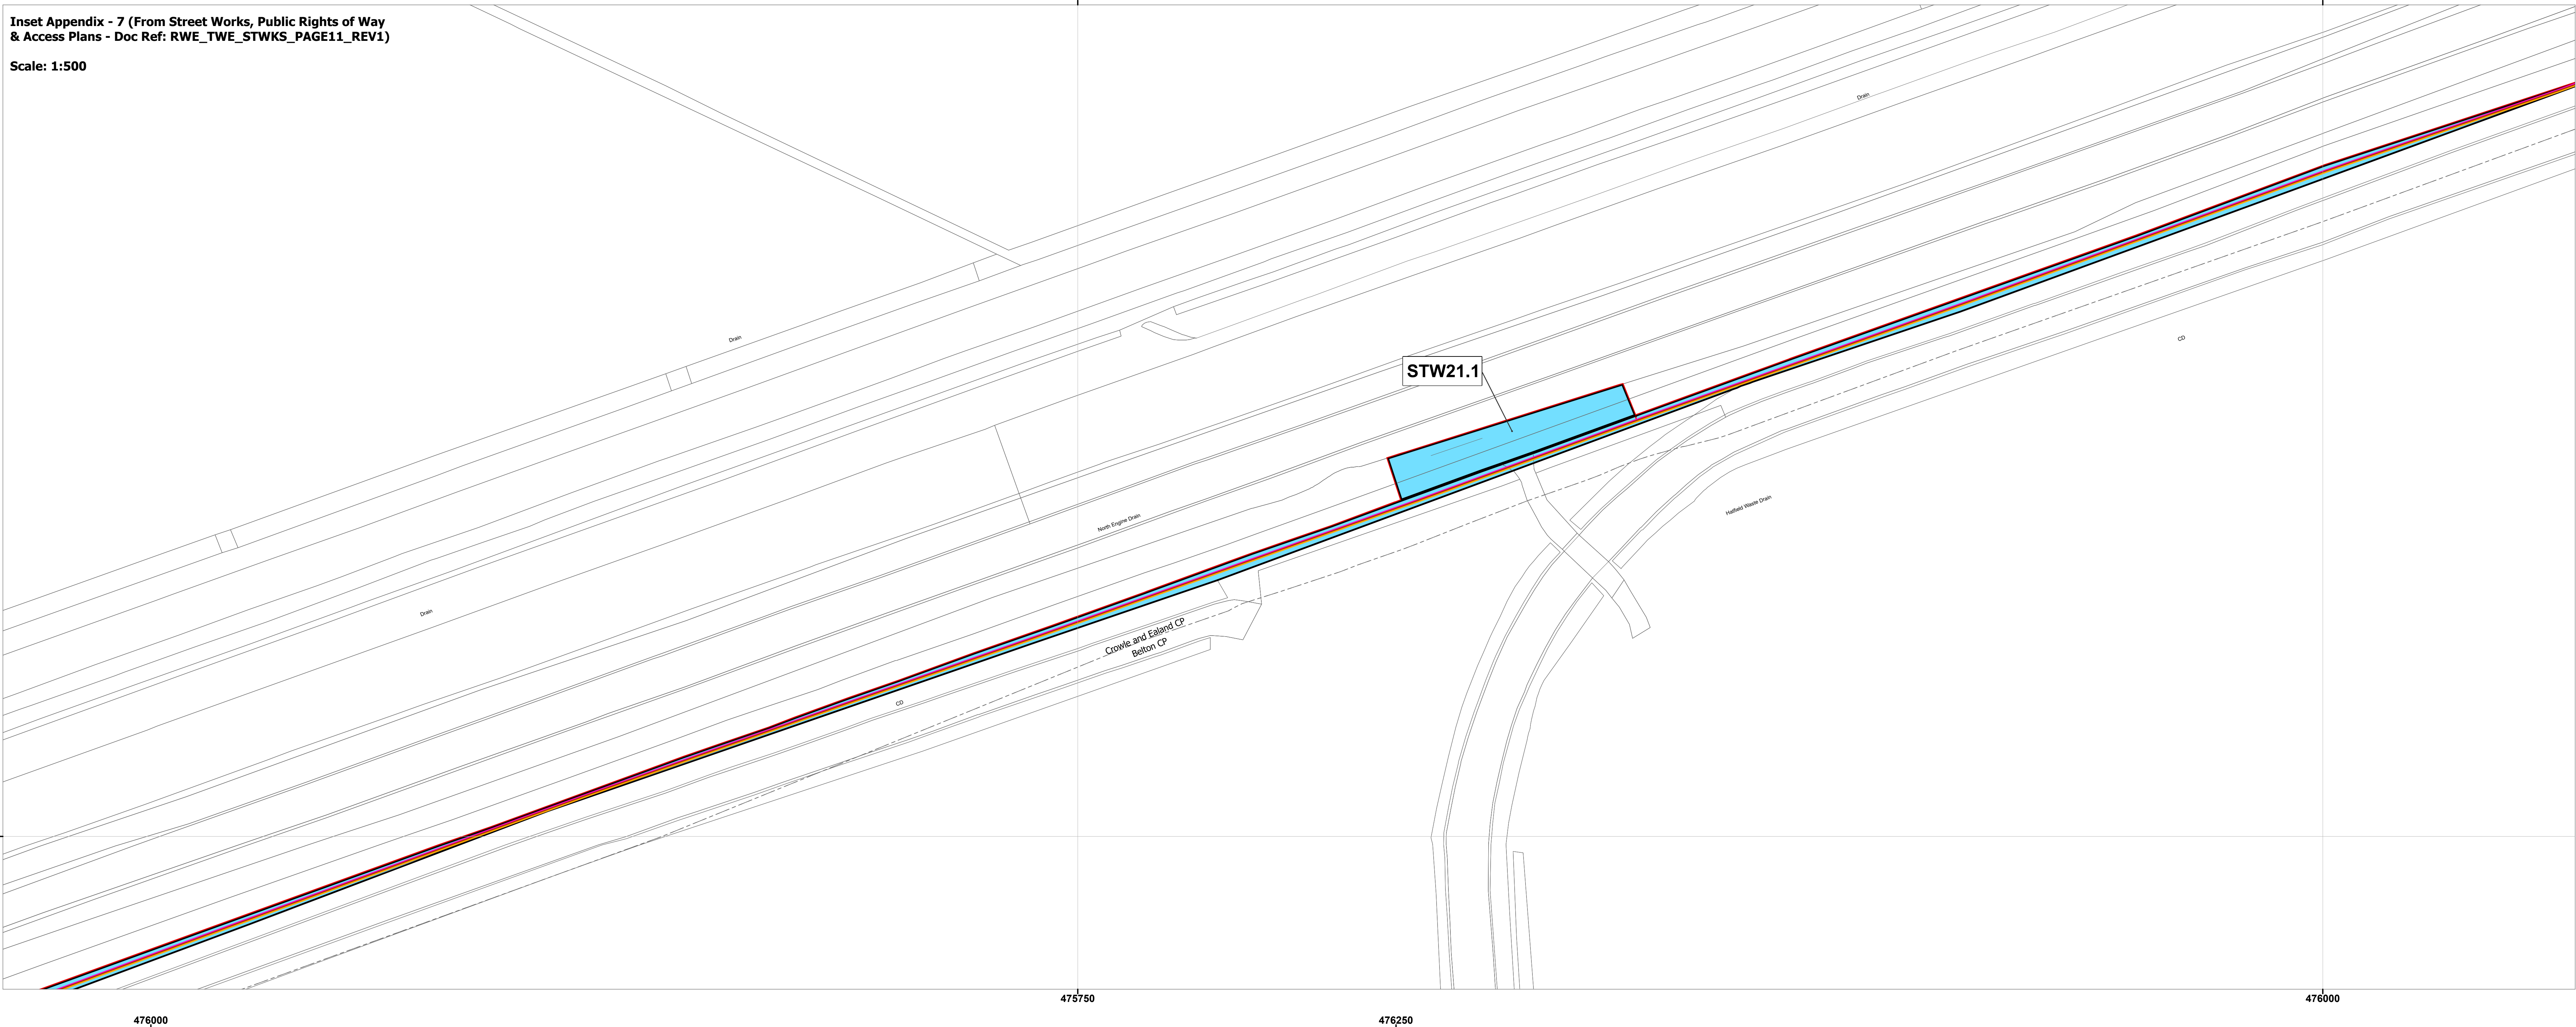 Inset Appendix - 7 (From Street Works, Public Rights of Way
& Access Plans - Doc Ref: RWE_TWE_STWKS_PAGE11_REV1)
Scale: 1:500
Drain
Drain
CD
STW21.1
North Engine Drain
Hatfield Waste Drain
Drain
Crowle and Ealand CP
Belton CP
CD
475750
476000
476000
476250